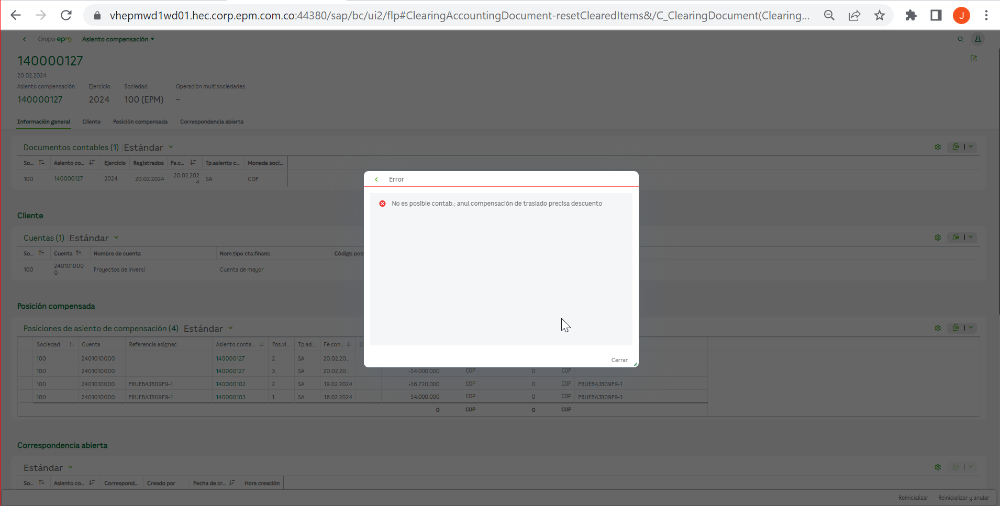 vhepmwd1wd01.hec.corp.epm.com.co:44380/sap/bc/ui2/flp#ClearingAccountingDocument-resetClearedItems&/C_ClearingDocument(Clearing...
J
Grupo·epm Asiento compensación
140000127
20.02.2024
Asiento compensación: Ejercicio: Sociedad: Operación multisociedades:
140000127 2024 100 (EPM) –
Información general Cliente Posición compensada Correspondencia abierta
Documentos contables (1) Estándar
So... Asiento co... Ejercicio Registrados Fe.c... Tp.asiento c... Moneda soci...
100 140000127 2024 20.02.2024 20.02.2024 SA COP
Error
No es posible contab.; anul.compensación de traslado precisa descuento
Cerrar
Cliente
Cuentas (1) Estándar
So... Cuenta Nombre de cuenta Nom.tipo cta.financ. Código pos
100 2401010000 Proyectos de inversi Cuenta de mayor
Posición compensada
Posiciones de asiento de compensación (4) Estándar
Sociedad Cuenta Referencia asignac. Asiento conta... Pos.vi... Tp.asi... Fe.con... Li
100 2401010000 140000127 2 SA 20.02.20...
100 2401010000 140000127 3 SA 20.02.20... -34.000.000 COP 0 COP
100 2401010000 PRUEBAJ809P9-1 140000102 2 SA 19.02.2024 -36.720.000 COP 0 COP PRUEBAJ809P9-1
100 2401010000 PRUEBAJ809P9-1 140000103 1 SA 16.02.2024 34.000.000 COP 0 COP PRUEBAJ809P9-1
0 COP 0 COP
Correspondencia abierta
Estándar
So... Asiento co... Correspond... Creado por Fecha de cr... Hora creación
Reinicializar Reinicializar y anular